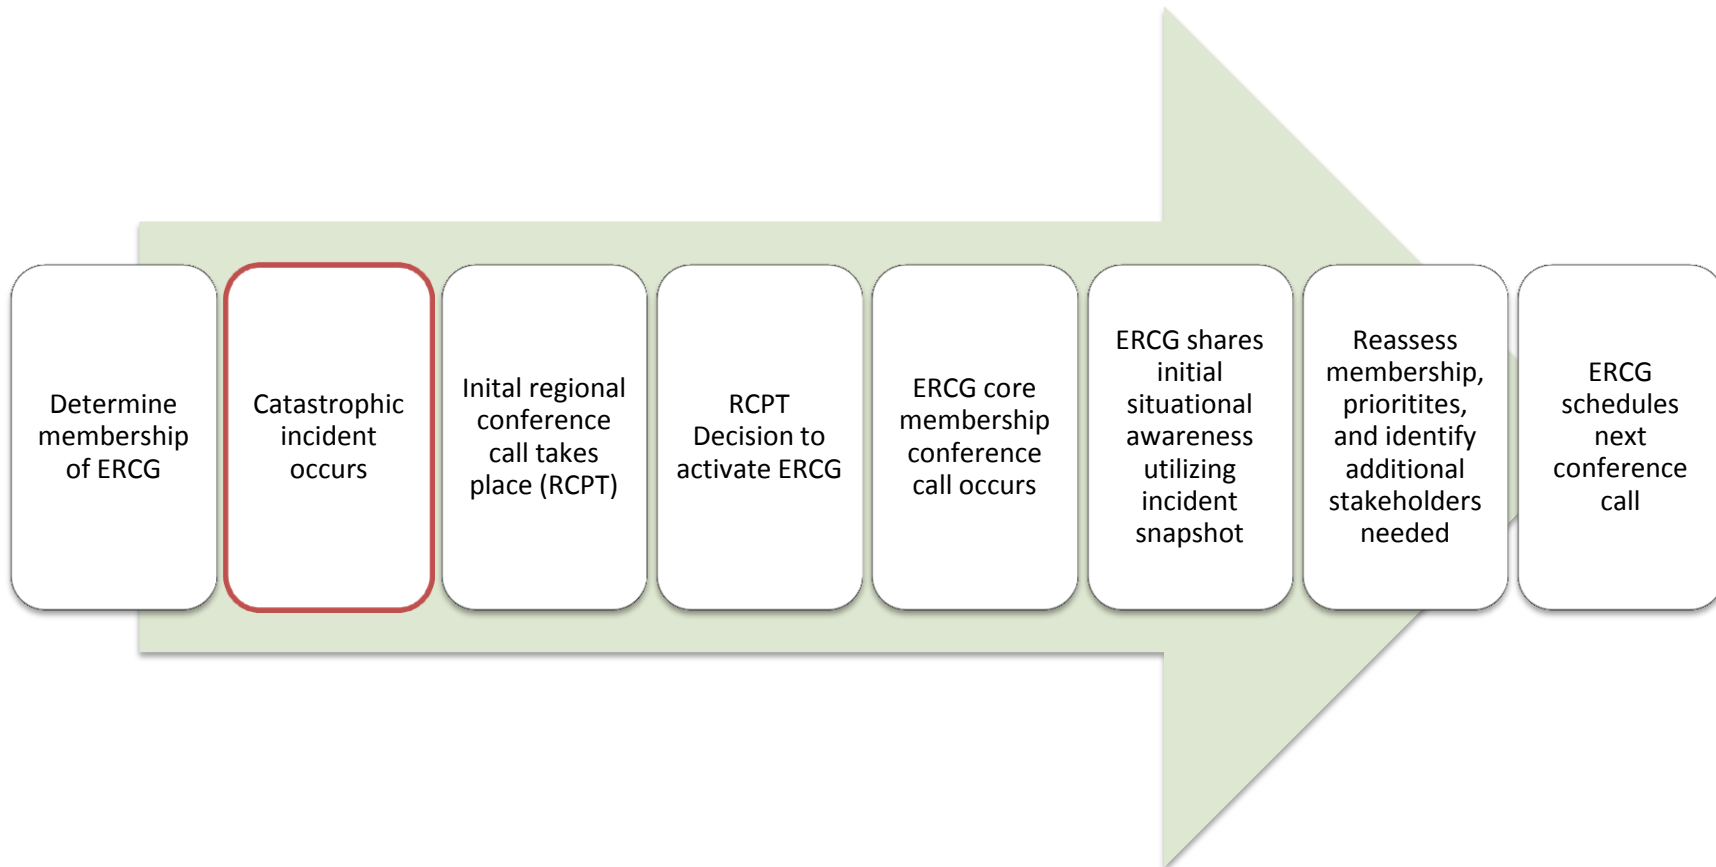 Determine
membership
of ERCG
Catastrophic
incident
occurs
Inital regional
conference
call takes
place (RCPT)
RCPT
Decision to
activate ERCG
ERCG core
membership
conference
call occurs
ERCG shares
initial
situational
awareness
utilizing
incident
snapshot
Reassess
membership,
prioritites,
and identify
additional
stakeholders
needed
ERCG
schedules
next
conference
call